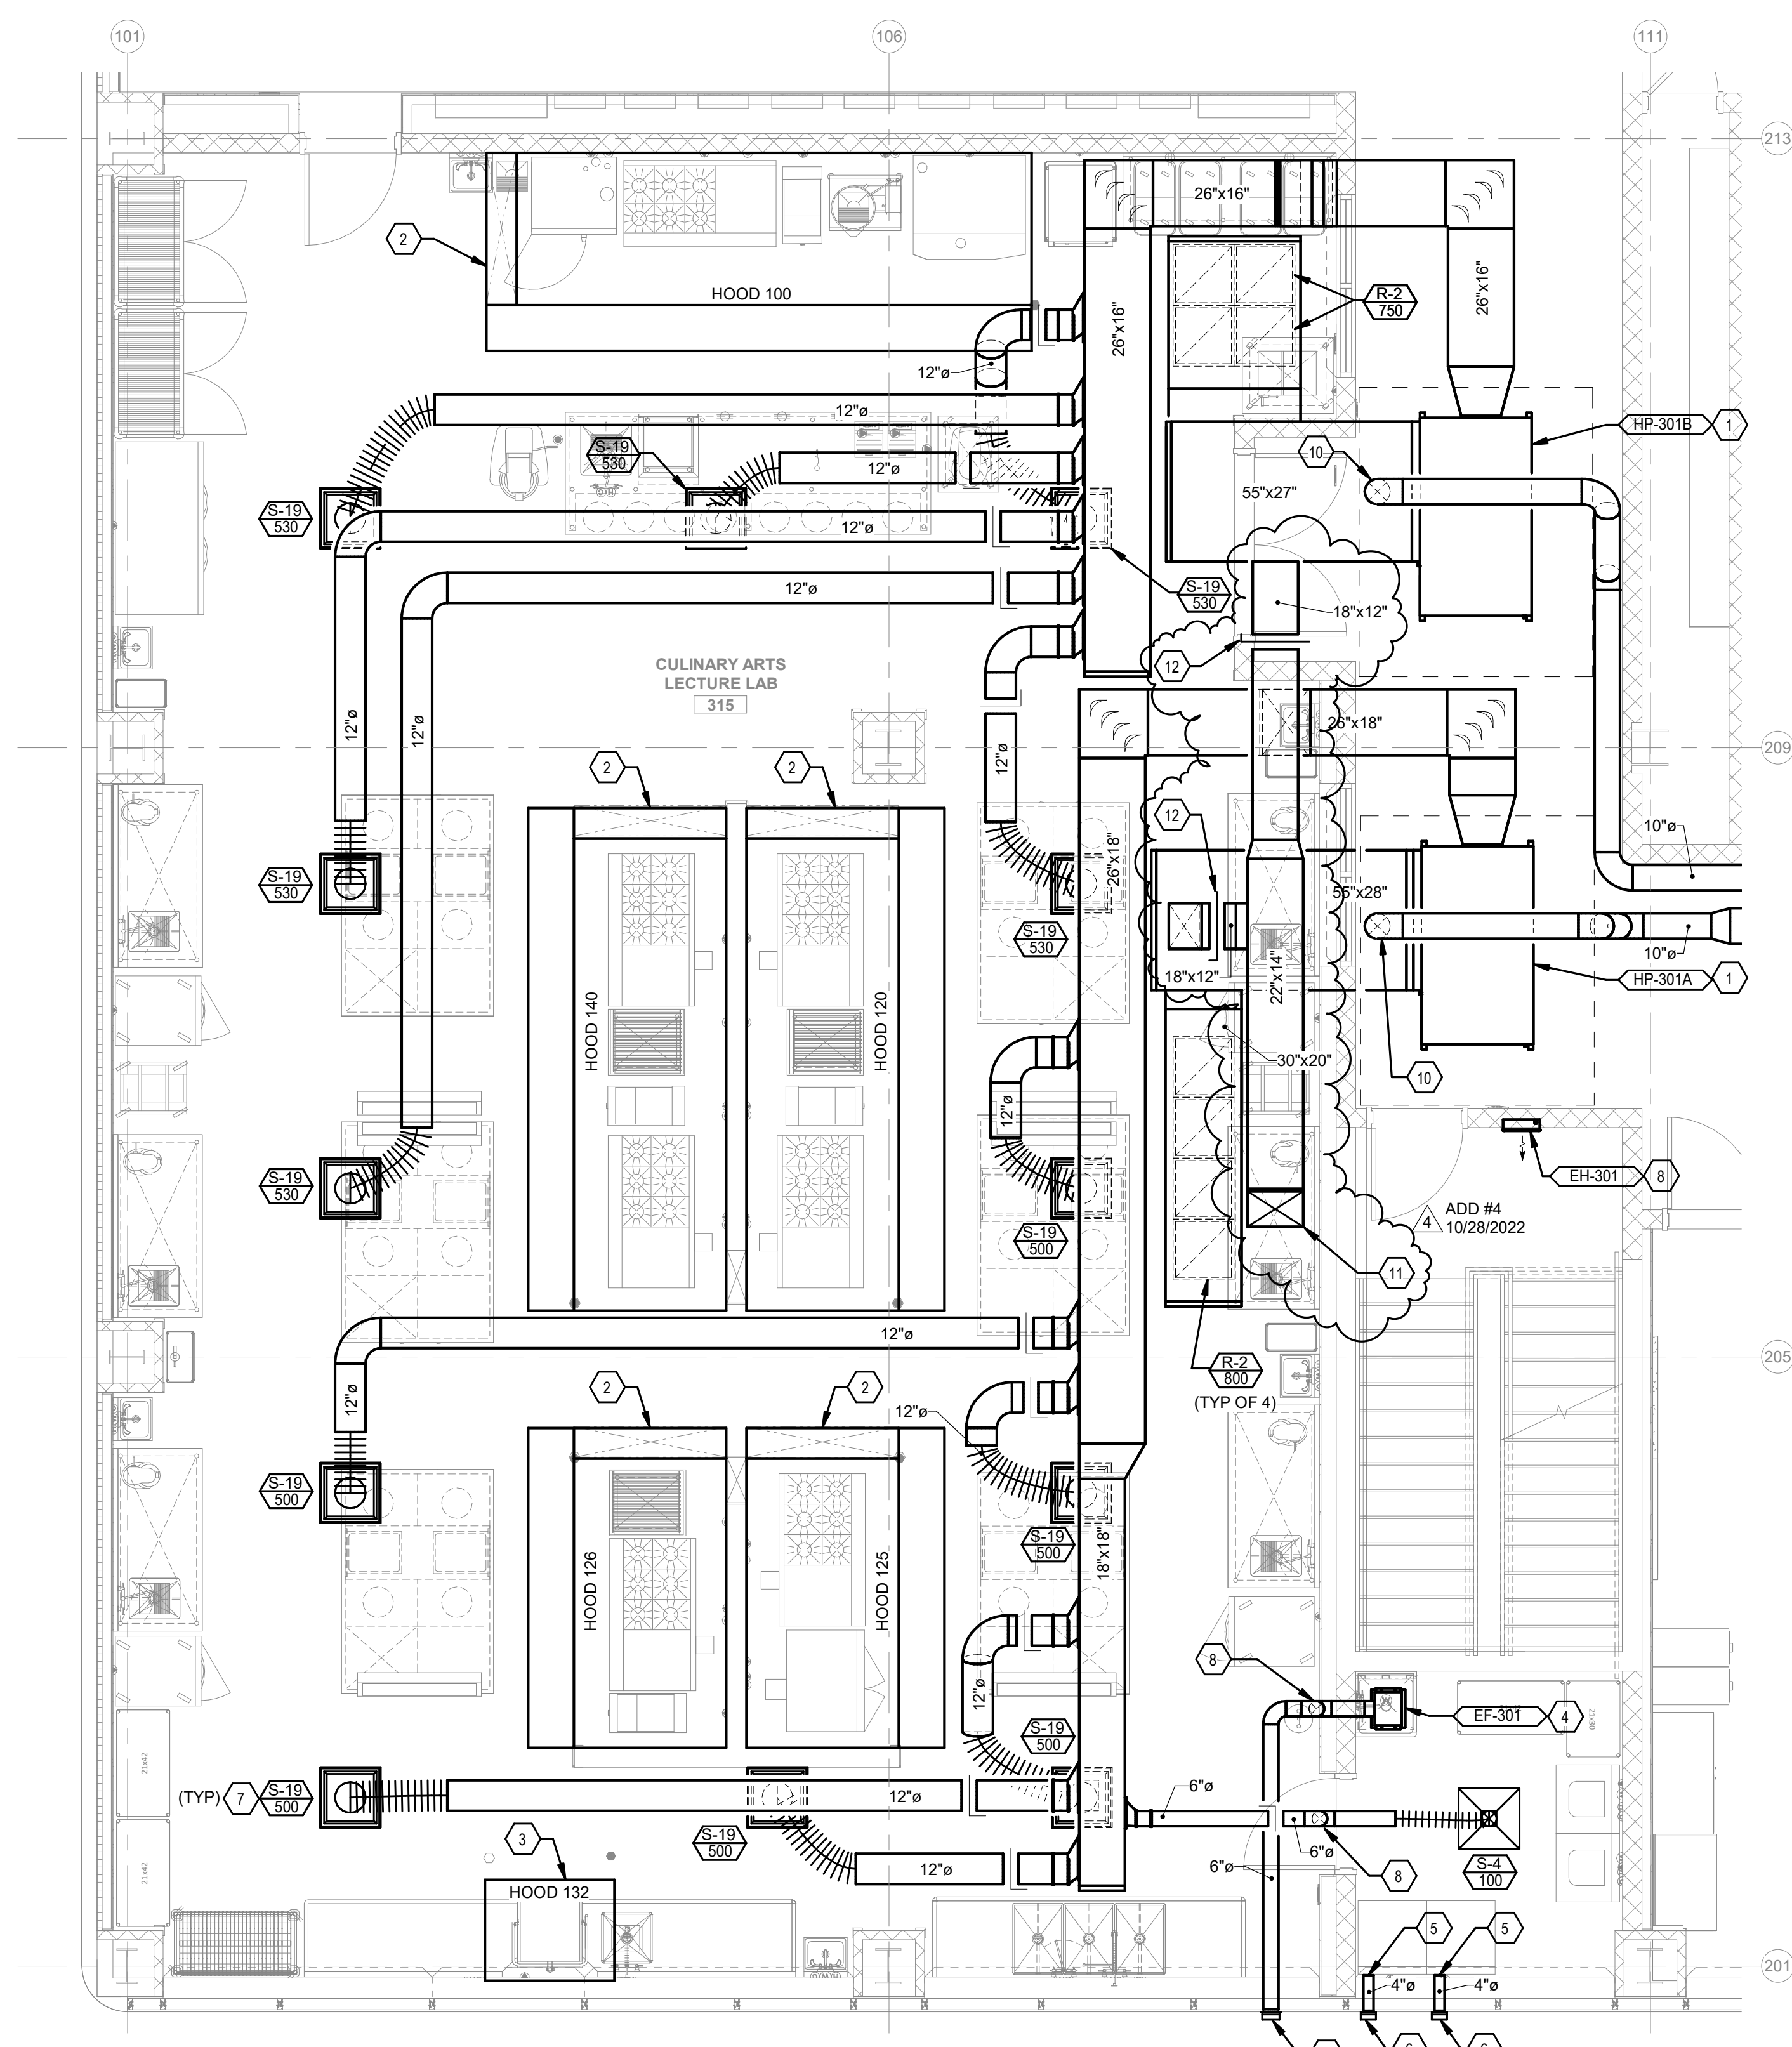 101
106
111
213
26"x16"
2
R-2
750
26"x16"
HOOD 100
26"x16"
12"ø
12"ø
HP-301B
1
S-19
530
10
12"ø
55"x27"
S-19
530
12"ø
12"ø
S-19
530
18"x12"
12
CULINARY ARTS
LECTURE LAB
315
12"ø
12"ø
12"ø
26"x18"
209
2
2
12
10"ø
26"x18"
S-19
530
55"x28"
S-19
530
10"ø
18"x12"
22"x14"
HP-301A
1
HOOD 140
HOOD 120
30"x20"
10
12"ø
EH-301
8
S-19
530
4
ADD #4
10/28/2022
S-19
500
11
12"ø
205
R-2
800
(TYP OF 4)
2
2
12"ø
12"ø
S-19
500
S-19
500
18"x18"
HOOD 126
HOOD 125
8
12"ø
EF-301
4
21x30
S-19
500
21x42
(TYP)
7
S-19
500
12"ø
6"ø
6"ø
S-19
500
3
21x42
12"ø
6"ø
8
S-4
100
HOOD 132
5
5
201
4"ø
4"ø